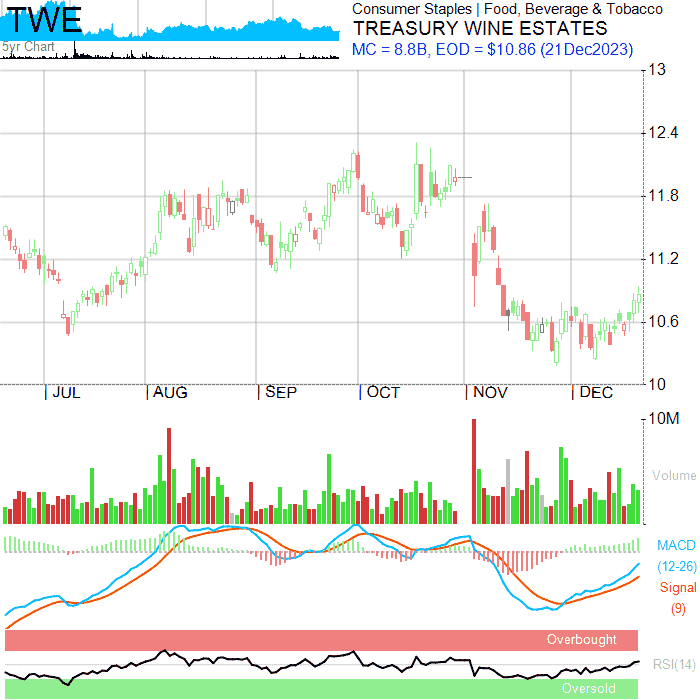 TWE
5yr Chart
Consumer Staples | Food, Beverage & Tobacco
TREASURY WINE ESTATES
MC = 8.8B, EOD = $10.86 (21Dec2023)
13
12.4
11.8
11.2
10.6
10
JUL AUG SEP OCT NOV DEC
10M
Volume
MACD
(12-26)
Signal
(9)
Overbought
RSI(14)
Oversold